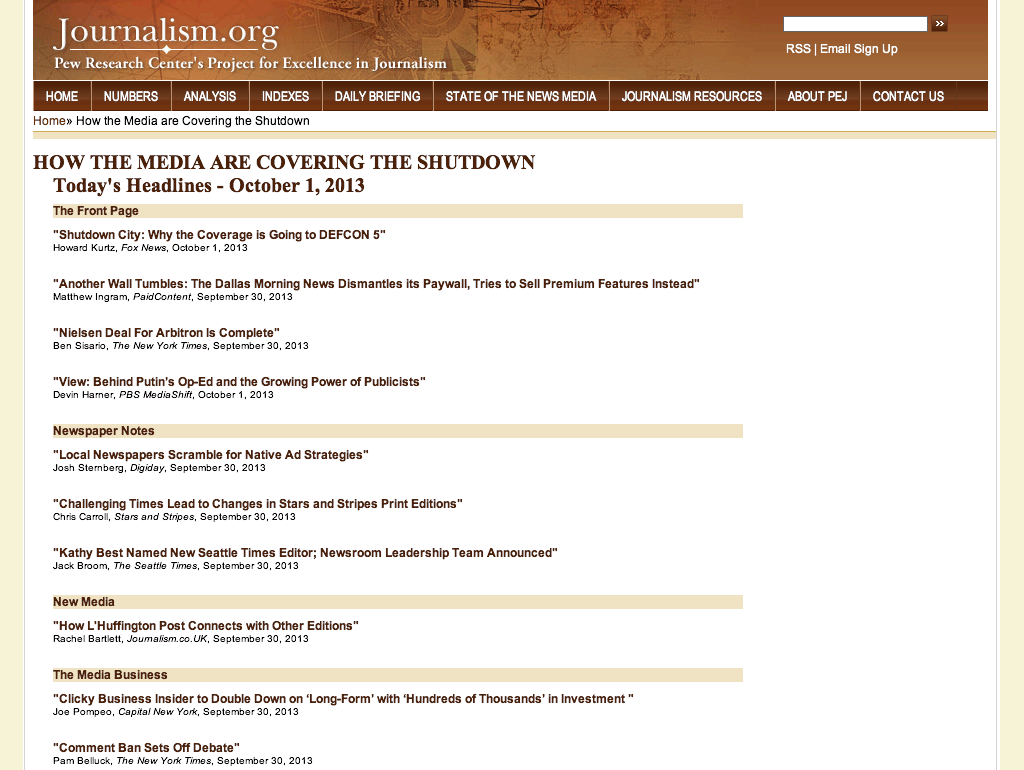 Journalism.org
Pew Research Center's Project for Excellence in Journalism
»
RSS | Email Sign Up
HOME NUMBERS ANALYSIS INDEXES DAILY BRIEFING STATE OF THE NEWS MEDIA JOURNALISM RESOURCES ABOUT PEJ CONTACT US
Home» How the Media are Covering the Shutdown
HOW THE MEDIA ARE COVERING THE SHUTDOWN
Today's Headlines - October 1, 2013
The Front Page
"Shutdown City: Why the Coverage is Going to DEFCON 5"
Howard Kurtz, Fox News, October 1, 2013
"Another Wall Tumbles: The Dallas Morning News Dismantles its Paywall, Tries to Sell Premium Features Instead"
Matthew Ingram, PaidContent, September 30, 2013
"Nielsen Deal For Arbitron Is Complete"
Ben Sisario, The New York Times, September 30, 2013
"View: Behind Putin's Op-Ed and the Growing Power of Publicists"
Devin Harner, PBS MediaShift, October 1, 2013
Newspaper Notes
"Local Newspapers Scramble for Native Ad Strategies"
Josh Sternberg, Digiday, September 30, 2013
"Challenging Times Lead to Changes in Stars and Stripes Print Editions"
Chris Carroll, Stars and Stripes, September 30, 2013
"Kathy Best Named New Seattle Times Editor; Newsroom Leadership Team Announced"
Jack Broom, The Seattle Times, September 30, 2013
New Media
"How L'Huffington Post Connects with Other Editions"
Rachel Bartlett, Journalism.co.UK, September 30, 2013
The Media Business
"Clicky Business Insider to Double Down on ‘Long-Form’ with ‘Hundreds of Thousands’ in Investment "
Joe Pompeo, Capital New York, September 30, 2013
"Comment Ban Sets Off Debate"
Pam Belluck, The New York Times, September 30, 2013